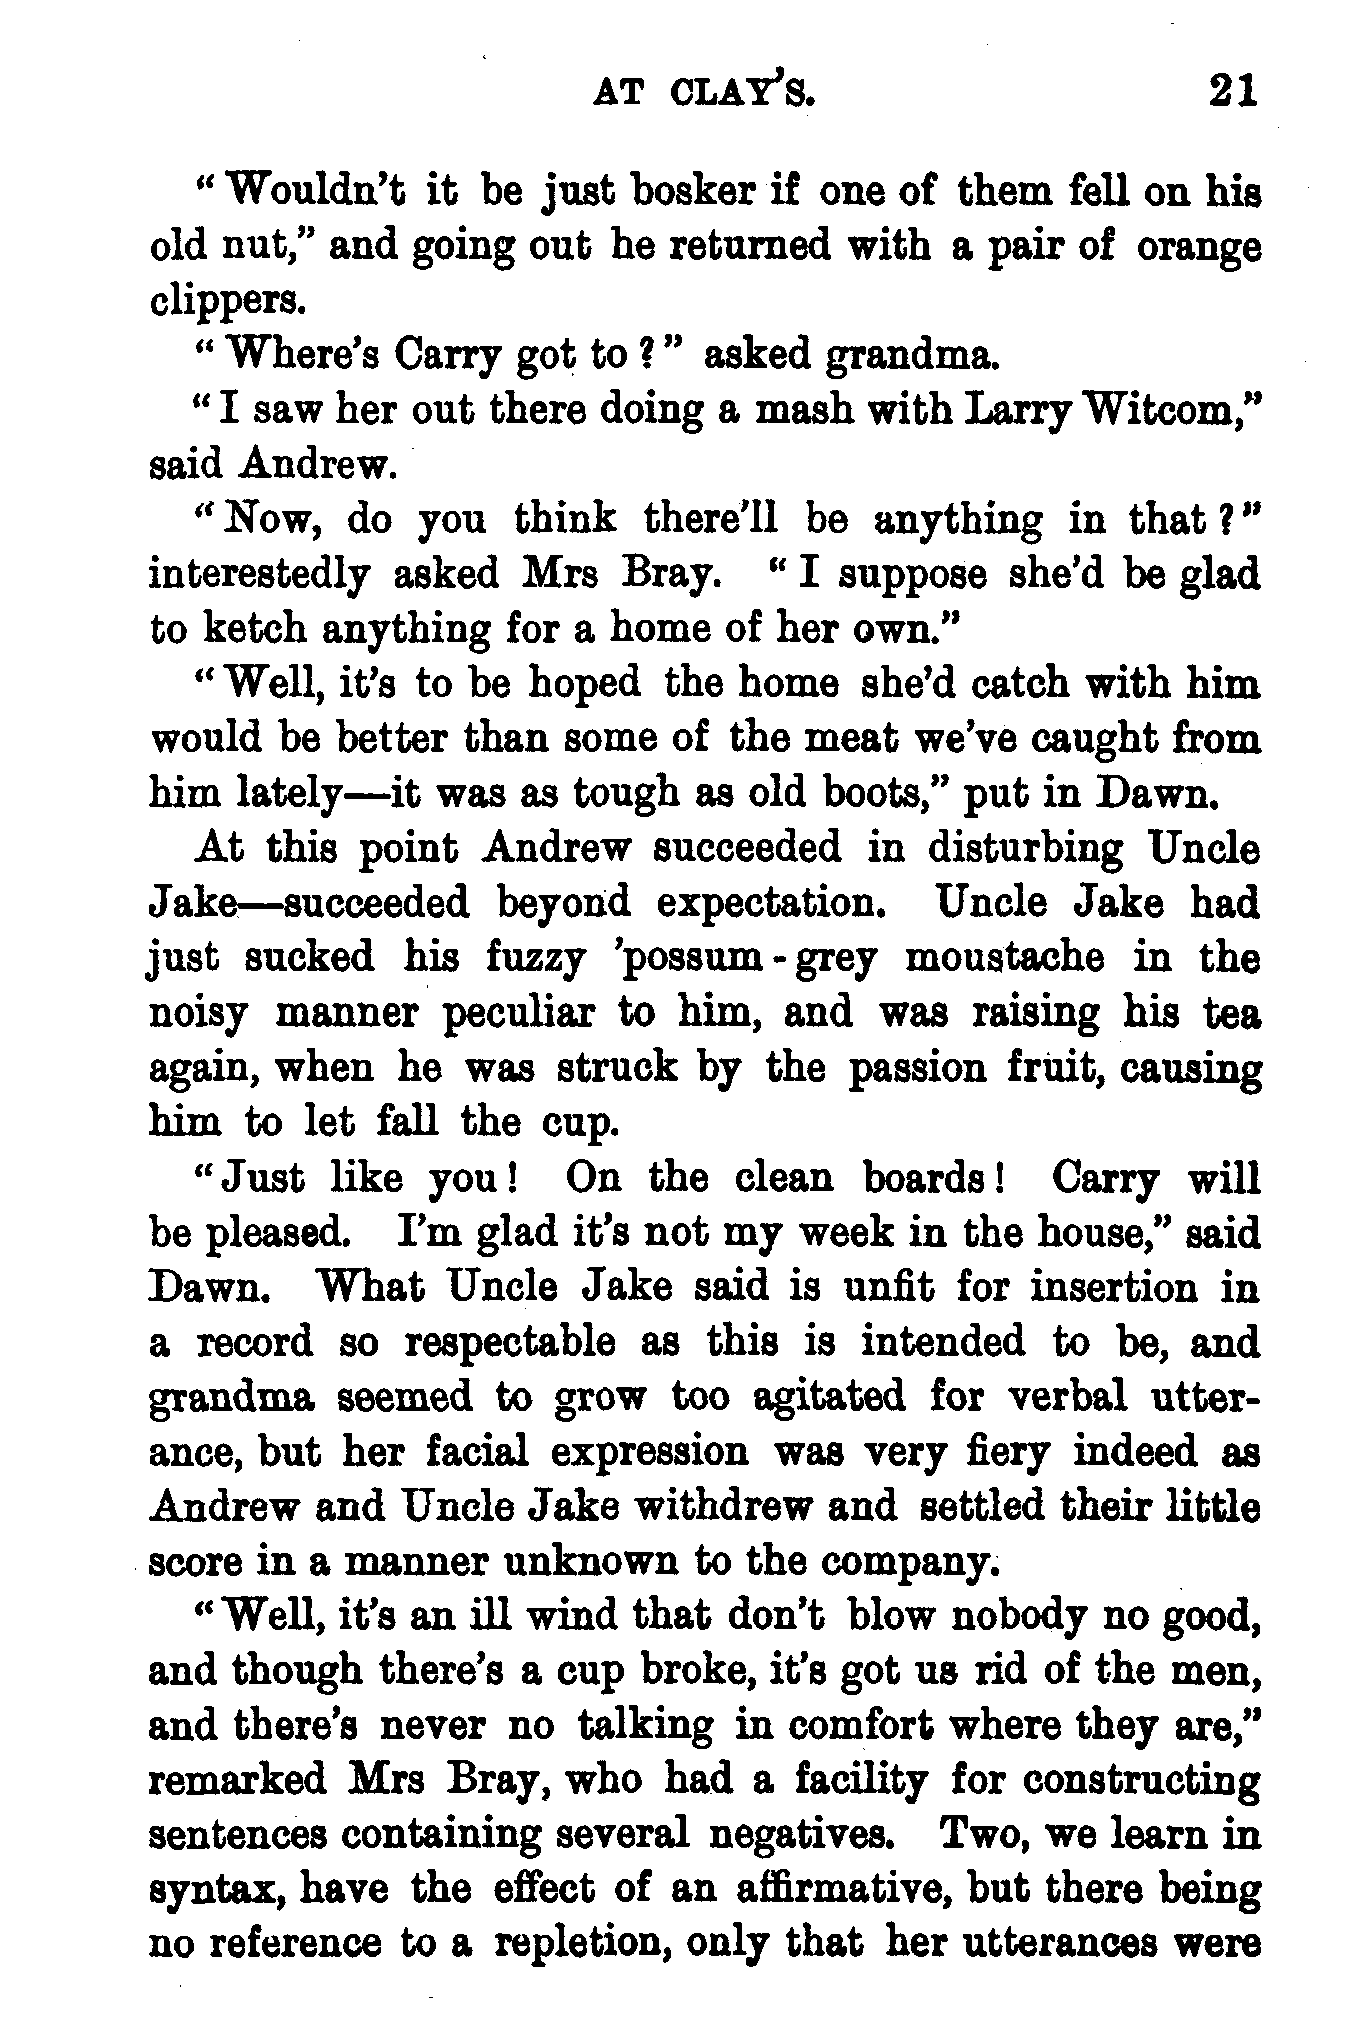 AT CLAY'S. 21
"Wouldn't it be just bosker if one of them fell on his
old nut," and going out he returned with a pair of orange
clippers.
"Where's Carry got to?" asked grandma.
"I saw her out there doing a mash with Larry Witcom,"
said Andrew.
"Now, do you think there'll be anything in that?"
interestedly asked Mrs Bray. "I suppose she'd be glad
to ketch anything for a home of her own."
"Well, it's to be hoped the home she'd catch with him
would be better than some of the meat we've caught from
him lately—it was as tough as old boots," put in Dawn.
At this point Andrew succeeded in disturbing Uncle
Jake—succeeded beyond expectation. Uncle Jake had
just sucked his fuzzy 'possum-grey moustache in the
noisy manner peculiar to him, and was raising his tea
again, when he was struck by the passion fruit, causing
him to let fall the cup.
"Just like you! On the clean boards! Carry will
be pleased. I'm glad it's not my week in the house," said
Dawn. What Uncle Jake said is unfit for insertion in
a record so respectable as this is intended to be, and
grandma seemed to grow too agitated for verbal utter-
ance, but her facial expression was very fiery indeed as
Andrew and Uncle Jake withdrew and settled their little
score in a manner unknown to the company.
"Well, it's an ill wind that don't blow nobody no good,
and though there's a cup broke, it's got us rid of the men,
and there's never no talking in comfort where they are,"
remarked Mrs Bray, who had a facility for constructing
sentences containing several negatives. Two, we learn in
syntax, have the effect of an affirmative, but there being
no reference to a repletion, only that her utterances were